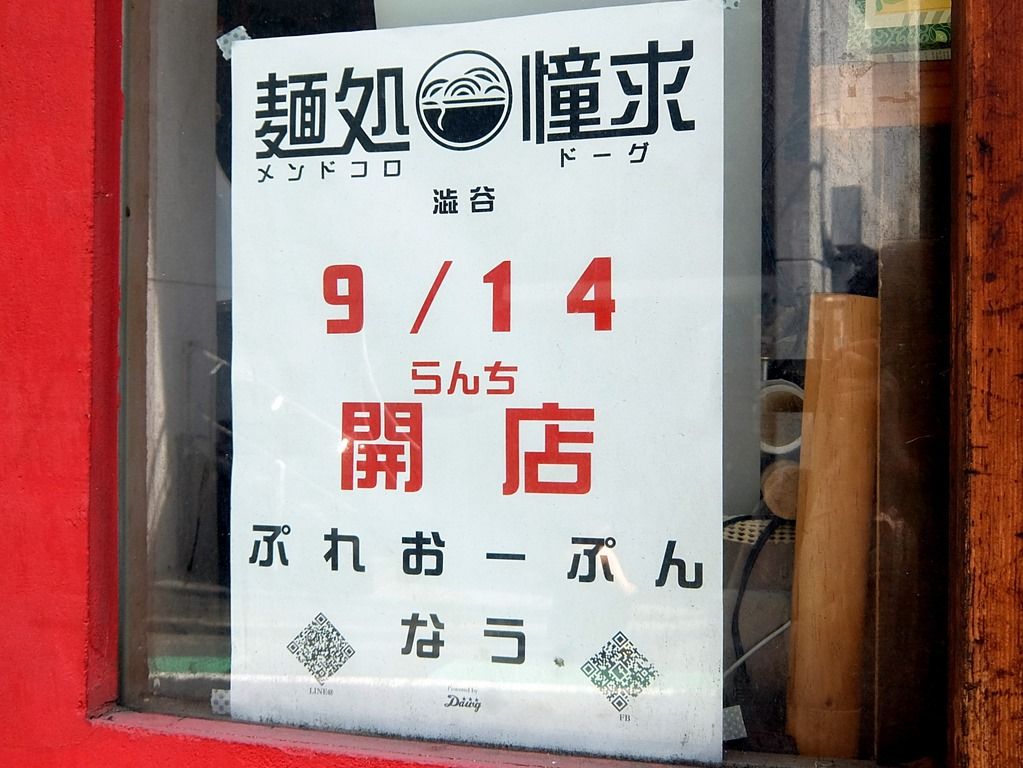 麺処 憧求
メンドコロ ドーグ
澁谷
9/14
らんち
開店
ぷれおーぷん
なう
LINE@
Powered by
Dawg
FB